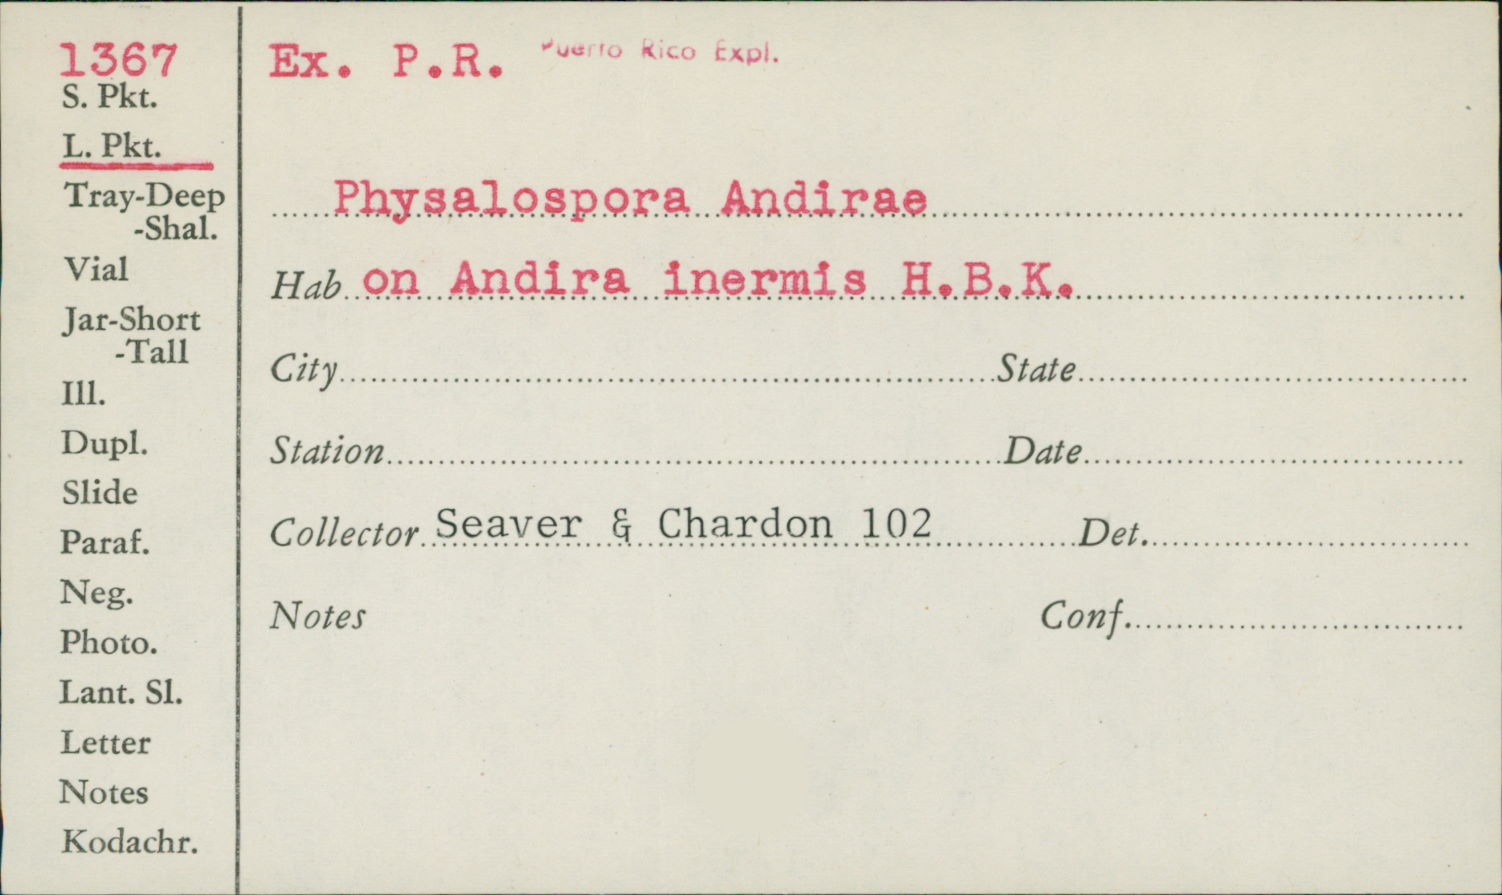 1367
S. Pkt.
L. Pkt.
Tray-Deep
-Shal.
Vial
Jar-Short
-Tall
Ill.
Dupl.
Slide
Paraf.
Neg.
Photo.
Lant. Sl.
Letter
Notes
Kodachr.
Ex. P.R. Puerto Rico Expl.
Physalospora Andirae
Hab on Andira inermis H.B.K.
City State
Station Date
Collector Seaver & Chardon 102 Det.
Notes Conf.